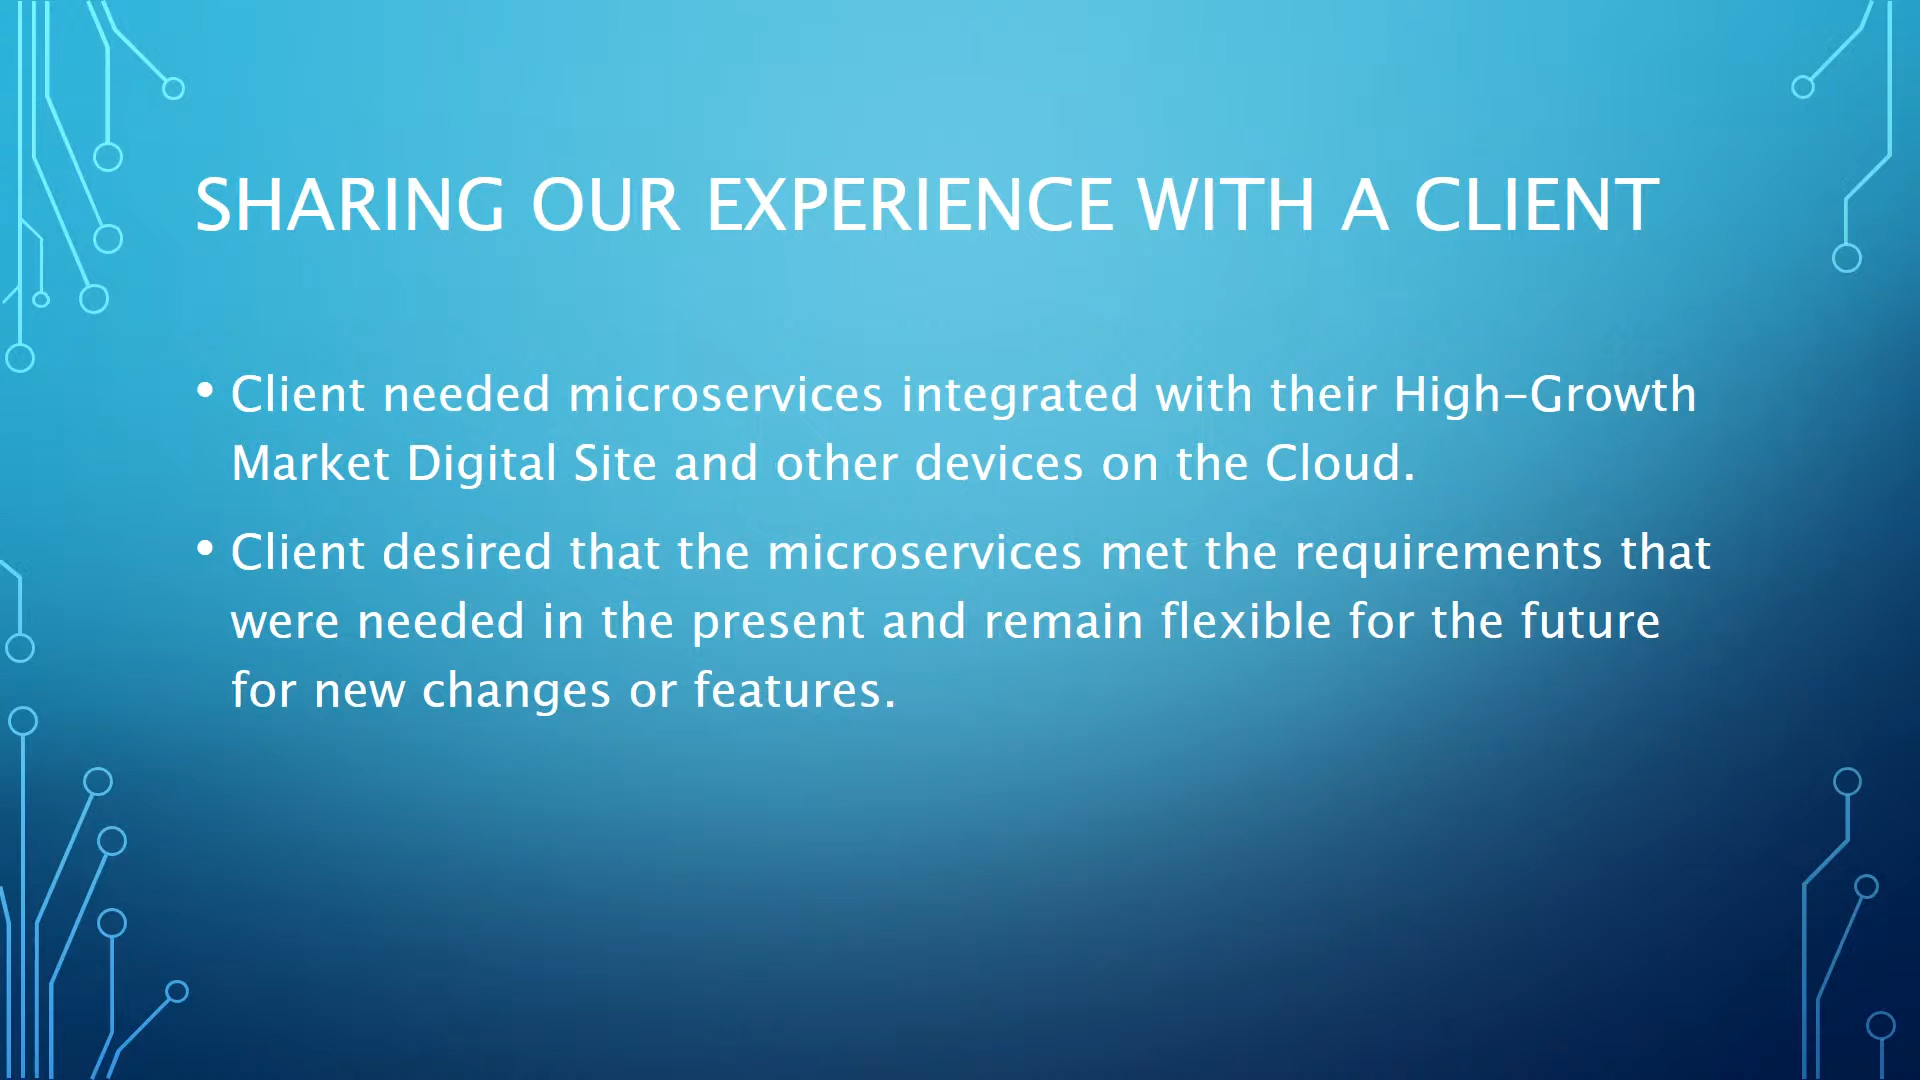 SHARING OUR EXPERIENCE WITH A CLIENT
• Client needed microservices integrated with their High-Growth
Market Digital Site and other devices on the Cloud.
• Client desired that the microservices met the requirements that
were needed in the present and remain flexible for the future
for new changes or features.